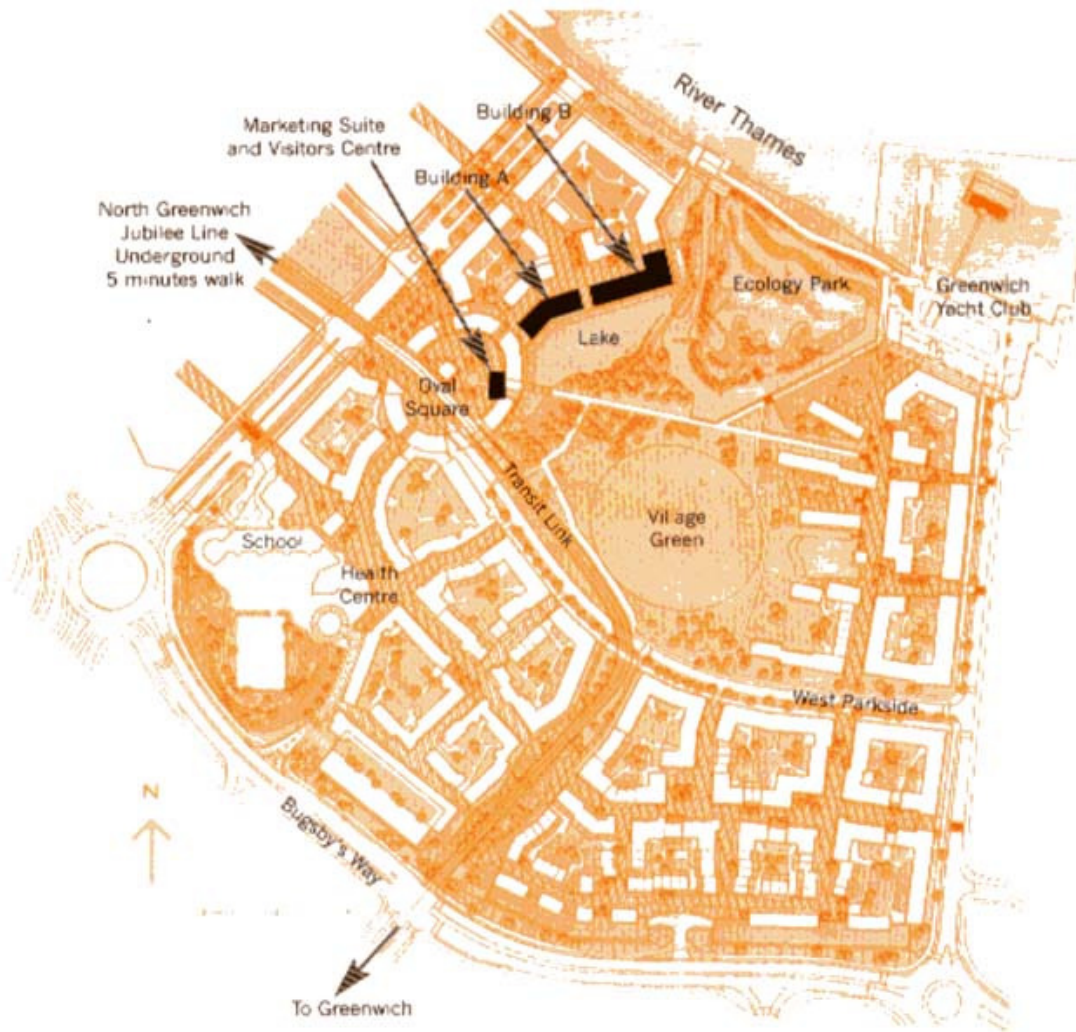 River Thames
Building B
Marketing Suite
and Visitors Centre
Building A
North Greenwich
Jubilee Line
Underground
5 minutes walk
Ecology Park
Greenwich
Yacht Club
Lake
Oval
Square
Transit Link
Village
Green
School
Health
Centre
West Parkside
N
Bugsby's Way
To Greenwich